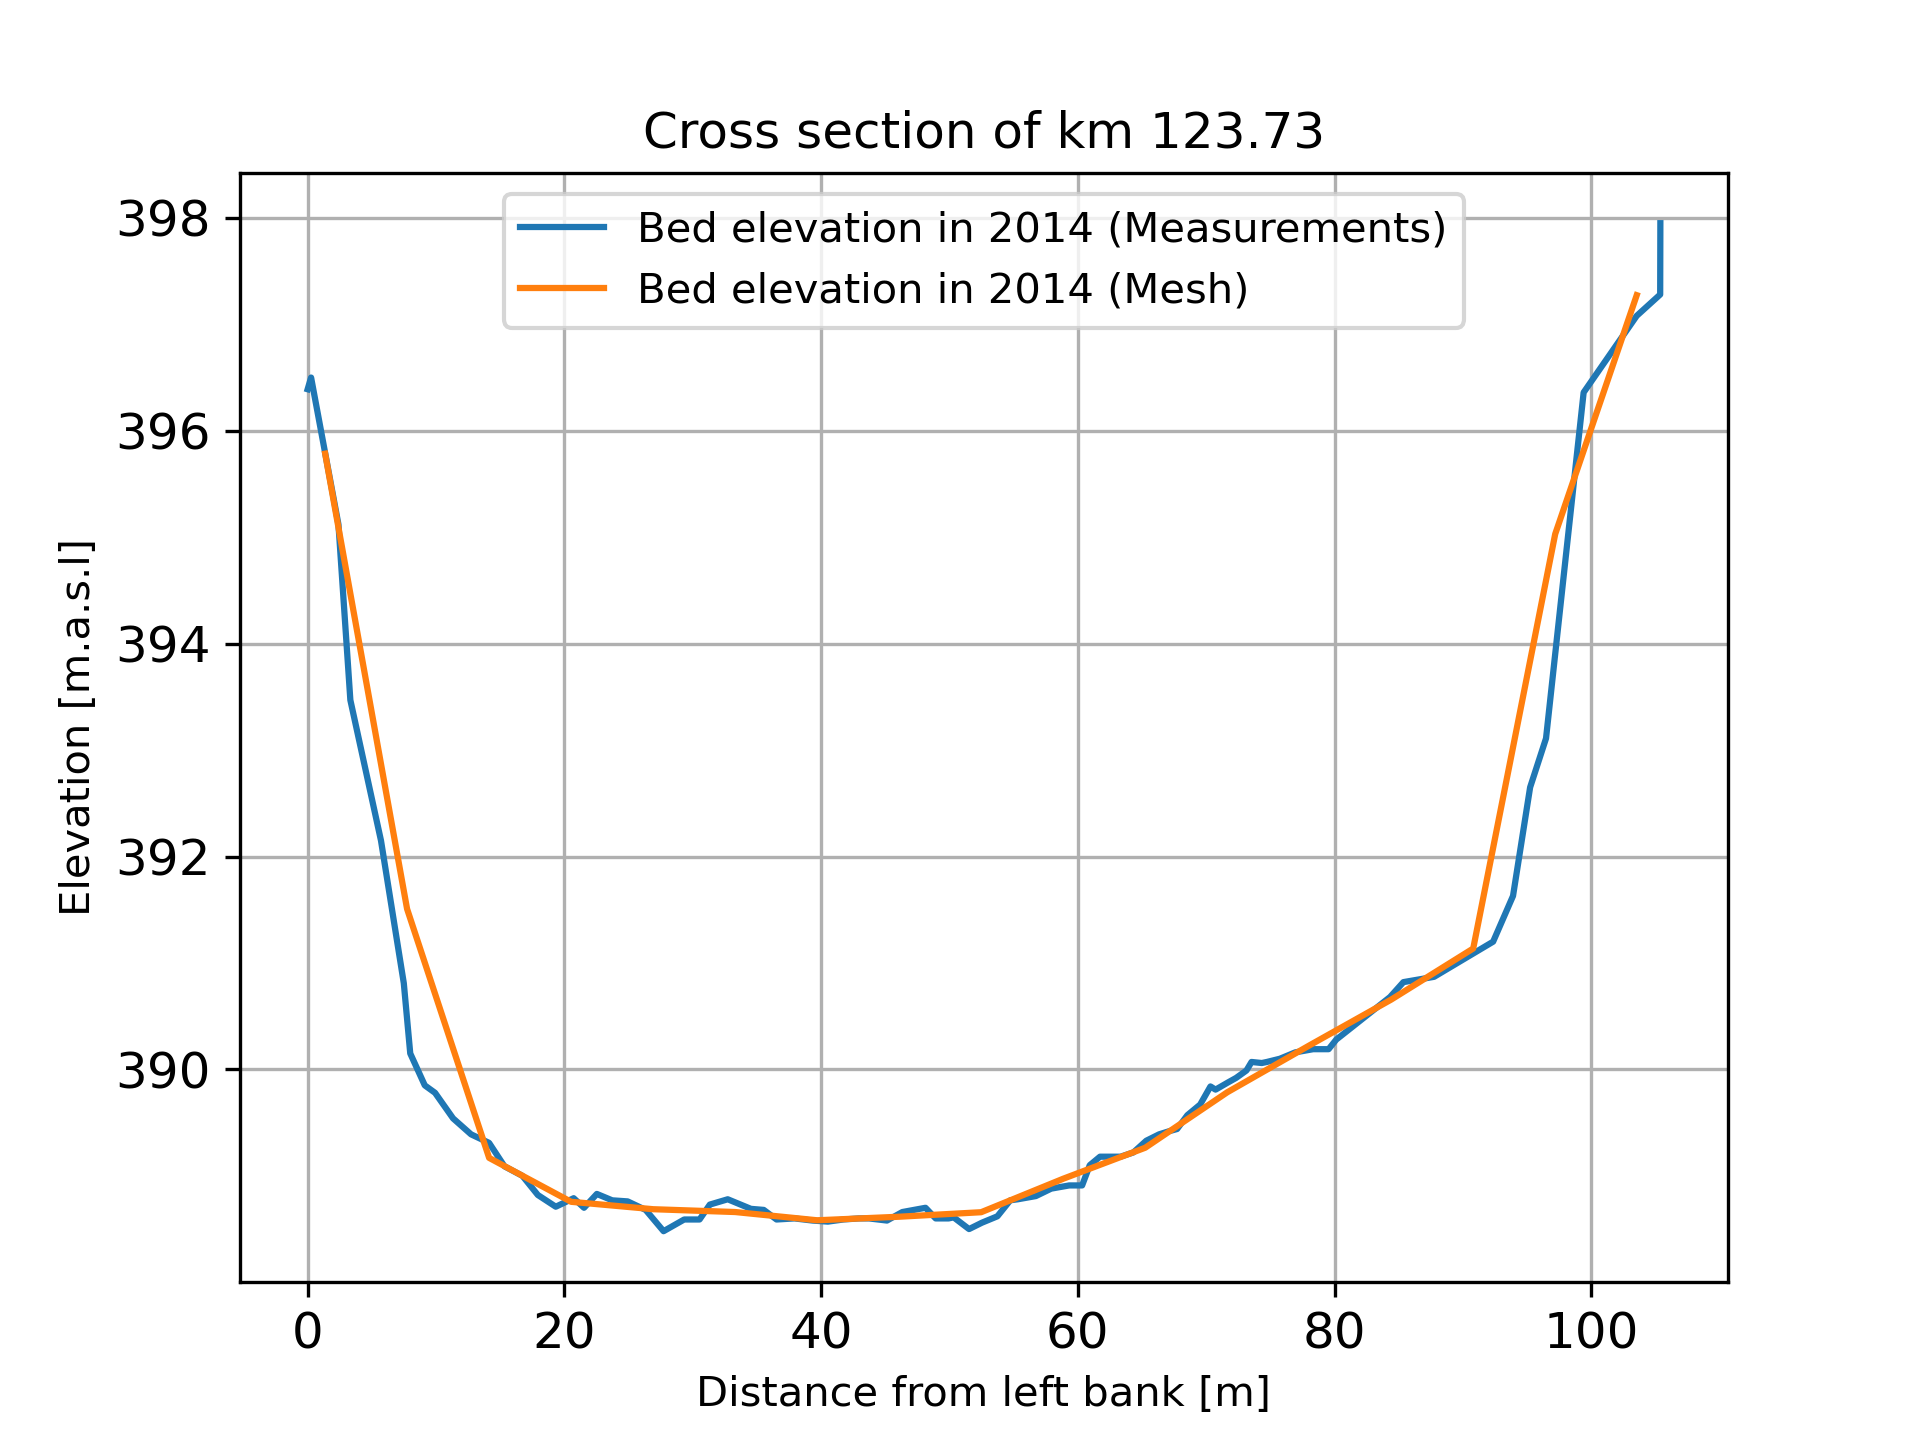 Cross section of km 123.73
Bed elevation in 2014 (Measurements)
Bed elevation in 2014 (Mesh)
398
396
394
392
390
Elevation [m.a.s.l]
0 20 40 60 80 100
Distance from left bank [m]